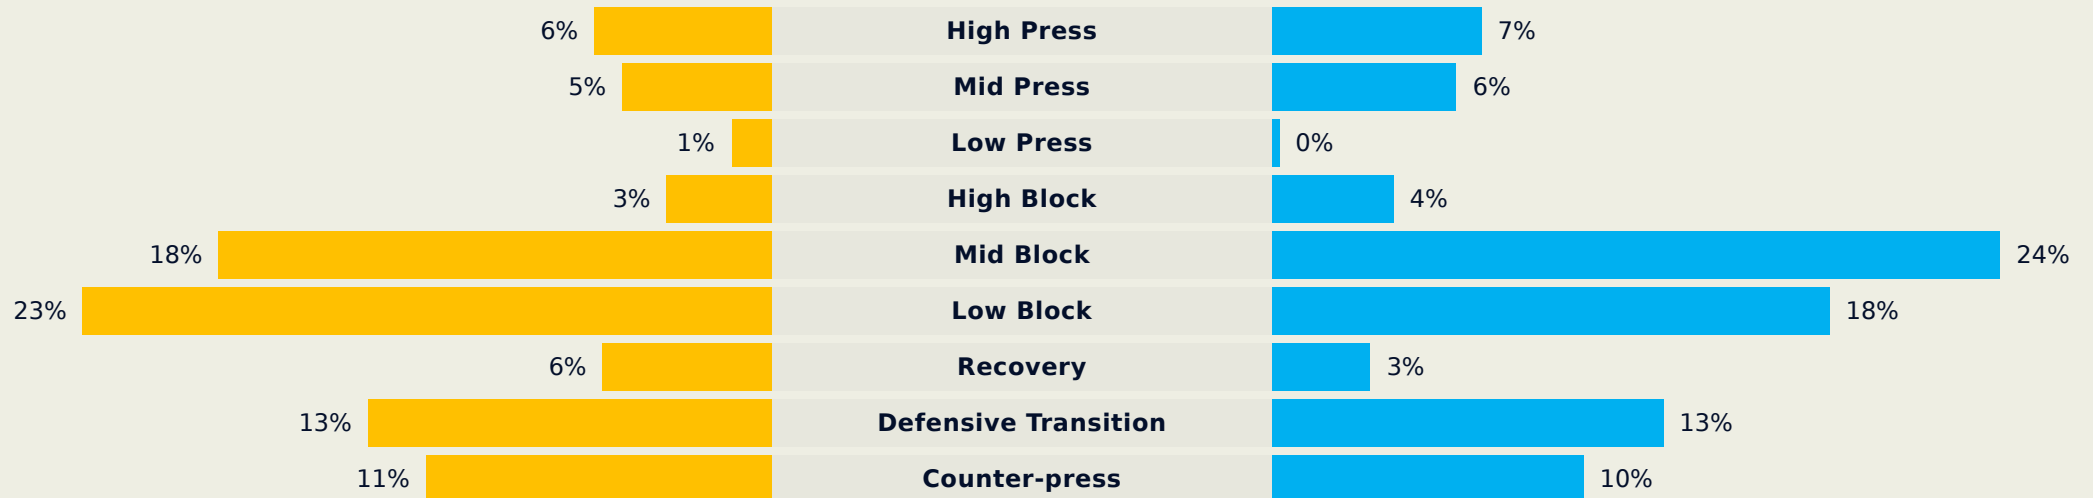 6% High Press 7%
5% Mid Press 6%
1% Low Press 0%
3% High Block 4%
18% Mid Block 24%
23% Low Block 18%
6% Recovery 3%
13% Defensive Transition 13%
11% Counter-press 10%